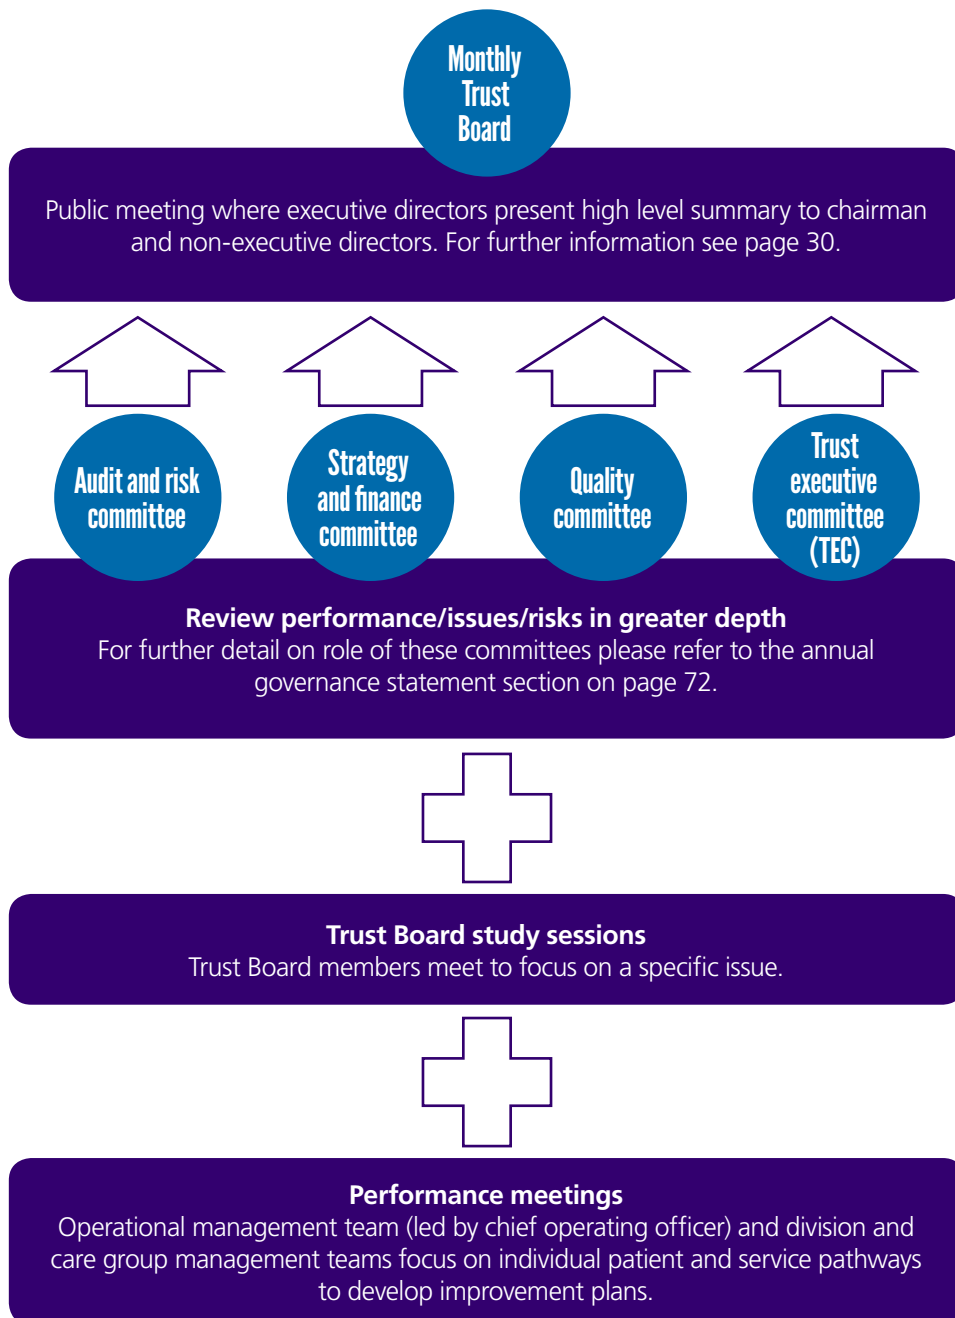 Monthly
Trust
Board
Public meeting where executive directors present high level summary to chairman
and non-executive directors. For further information see page 30.
Audit and risk
committee
Strategy
and finance
committee
Quality
committee
Trust
executive
committee
(TEC)
Review performance/issues/risks in greater depth
For further detail on role of these committees please refer to the annual
governance statement section on page 72.
Trust Board study sessions
Trust Board members meet to focus on a specific issue.
Performance meetings
Operational management team (led by chief operating officer) and division and
care group management teams focus on individual patient and service pathways
to develop improvement plans.